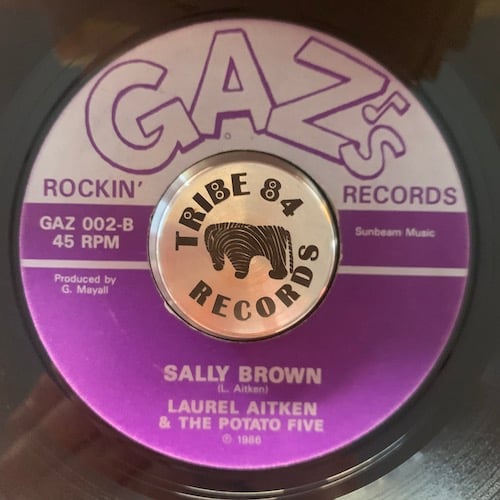 GAZ's
ROCKIN' RECORDS
GAZ 002-B
45 RPM
Sunbeam Music
Produced by
G. Mayall
TRIBE 84
RECORDS
SALLY BROWN
(L. Aitken)
LAUREL AITKEN
& THE POTATO FIVE
℗ 1986